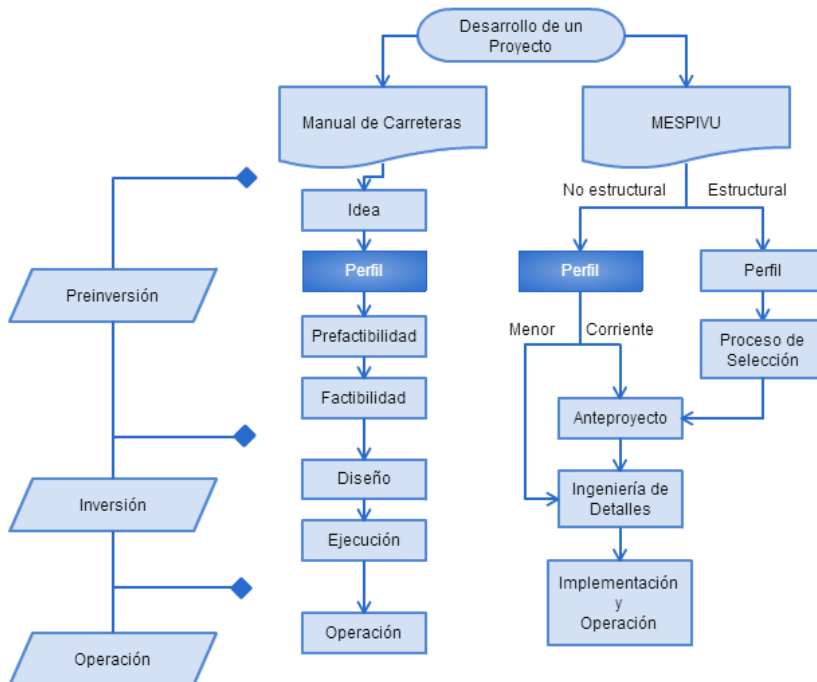 Desarrollo de un
Proyecto
Manual de Carreteras
MESPIVU
No estructural
Estructural
Idea
Perfil
Perfil
Perfil
Preinversión
Prefactibilidad
Menor
Corriente
Proceso de
Selección
Factibilidad
Anteproyecto
Inversión
Diseño
Ingeniería de
Detalles
Ejecución
Implementación
y
Operación
Operación
Operación